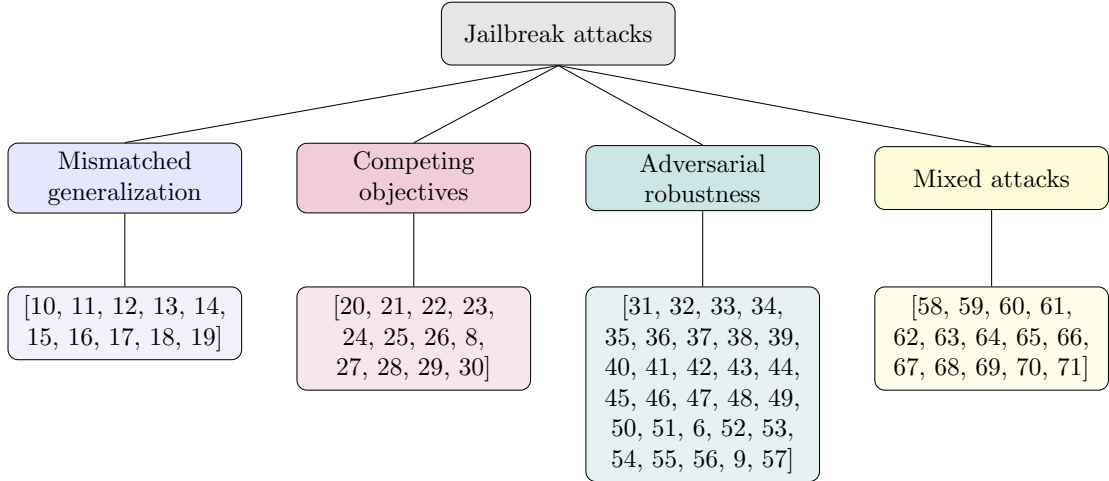 Jailbreak attacks
Mismatched
generalization
Competing
objectives
Adversarial
robustness
Mixed attacks
[10, 11, 12, 13, 14,
15, 16, 17, 18, 19]
[20, 21, 22, 23,
24, 25, 26, 8,
27, 28, 29, 30]
[31, 32, 33, 34,
35, 36, 37, 38, 39,
40, 41, 42, 43, 44,
45, 46, 47, 48, 49,
50, 51, 6, 52, 53,
54, 55, 56, 9, 57]
[58, 59, 60, 61,
62, 63, 64, 65, 66,
67, 68, 69, 70, 71]